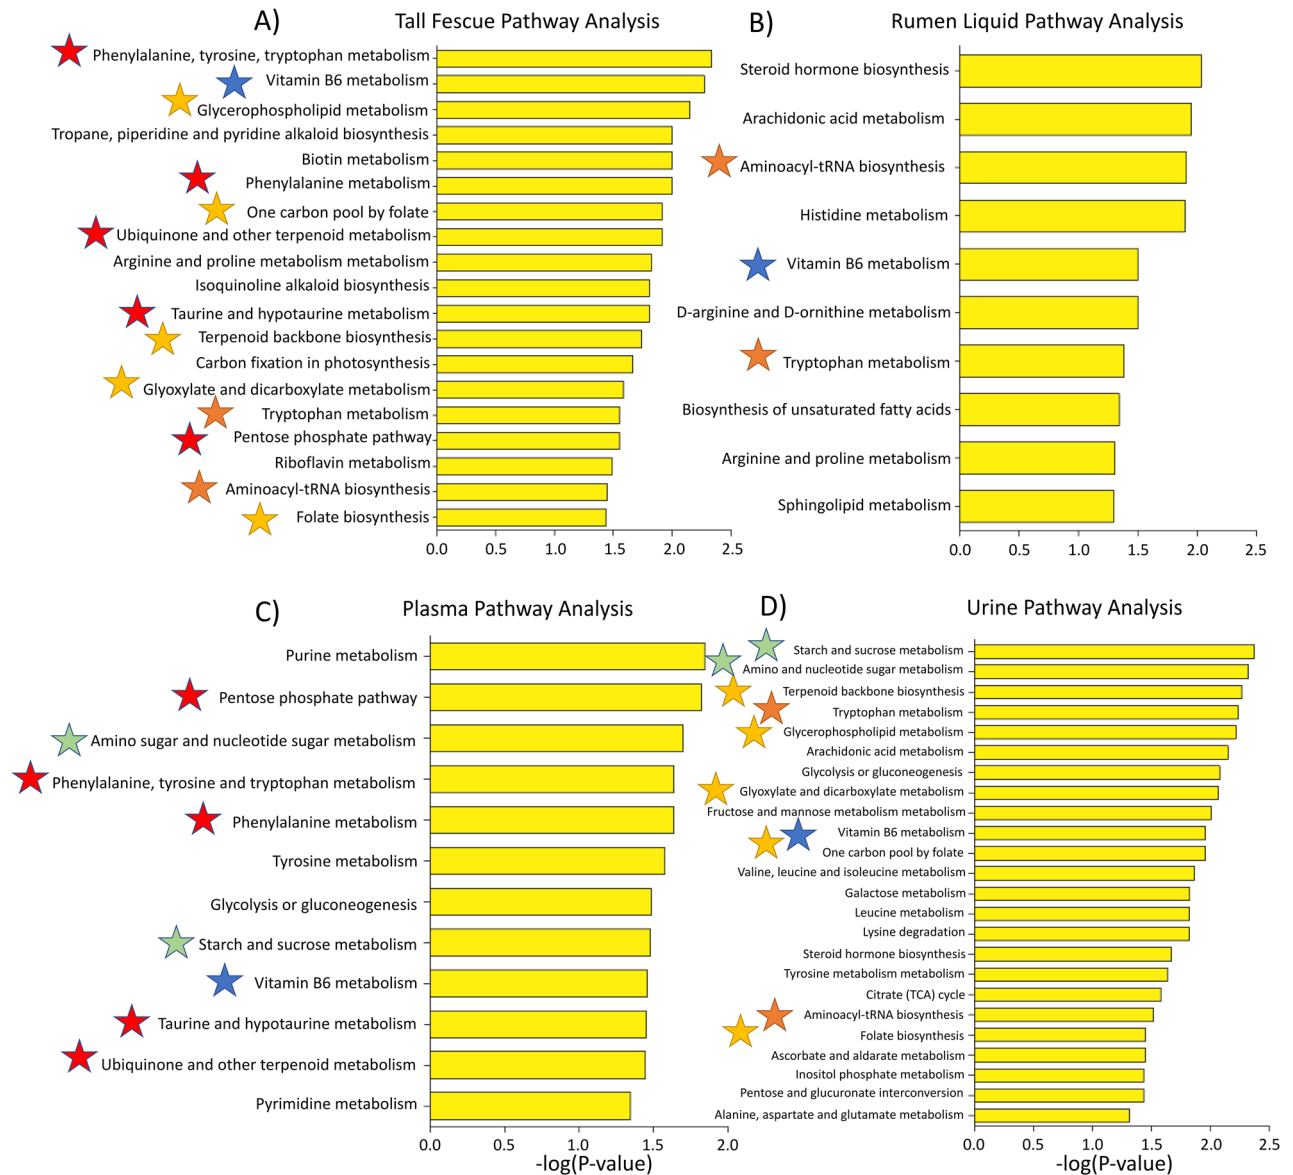 A)
Tall Fescue Pathway Analysis
Phenylalanine, tyrosine, tryptophan metabolism
Vitamin B6 metabolism
Glycerophospholipid metabolism
Tropane, piperidine and pyridine alkaloid biosynthesis
Biotin metabolism
Phenylalanine metabolism
One carbon pool by folate
Ubiquinone and other terpenoid metabolism
Arginine and proline metabolism metabolism
Isoquinoline alkaloid biosynthesis
Taurine and hypotaurine metabolism
Terpenoid backbone biosynthesis
Carbon fixation in photosynthesis
Glyoxylate and dicarboxylate metabolism
Tryptophan metabolism
Pentose phosphate pathway
Riboflavin metabolism
Aminoacyl-tRNA biosynthesis
Folate biosynthesis
0.0 0.5 1.0 1.5 2.0 2.5
B)
Rumen Liquid Pathway Analysis
Steroid hormone biosynthesis
Arachidonic acid metabolism
Aminoacyl-tRNA biosynthesis
Histidine metabolism
Vitamin B6 metabolism
D-arginine and D-ornithine metabolism
Tryptophan metabolism
Biosynthesis of unsaturated fatty acids
Arginine and proline metabolism
Sphingolipid metabolism
0.0 0.5 1.0 1.5 2.0 2.5
C)
Plasma Pathway Analysis
Purine metabolism
Pentose phosphate pathway
Amino sugar and nucleotide sugar metabolism
Phenylalanine, tyrosine and tryptophan metabolism
Phenylalanine metabolism
Tyrosine metabolism
Glycolysis or gluconeogenesis
Starch and sucrose metabolism
Vitamin B6 metabolism
Taurine and hypotaurine metabolism
Ubiquinone and other terpenoid metabolism
Pyrimidine metabolism
0.0 0.5 1.0 1.5 2.0
-log(P-value)
D)
Urine Pathway Analysis
Starch and sucrose metabolism
Amino and nucleotide sugar metabolism
Terpenoid backbone biosynthesis
Tryptophan metabolism
Glycerophospholipid metabolism
Arachidonic acid metabolism
Glycolysis or gluconeogenesis
Glyoxylate and dicarboxylate metabolism
Fructose and mannose metabolism metabolism
Vitamin B6 metabolism
One carbon pool by folate
Valine, leucine and isoleucine metabolism
Galactose metabolism
Leucine metabolism
Lysine degradation
Steroid hormone biosynthesis
Tyrosine metabolism metabolism
Citrate (TCA) cycle
Aminoacyl-tRNA biosynthesis
Folate biosynthesis
Ascorbate and aldarate metabolism
Inositol phosphate metabolism
Pentose and glucuronate interconversion
Alanine, aspartate and glutamate metabolism
0.0 0.5 1.0 1.5 2.0 2.5
-log(P-value)